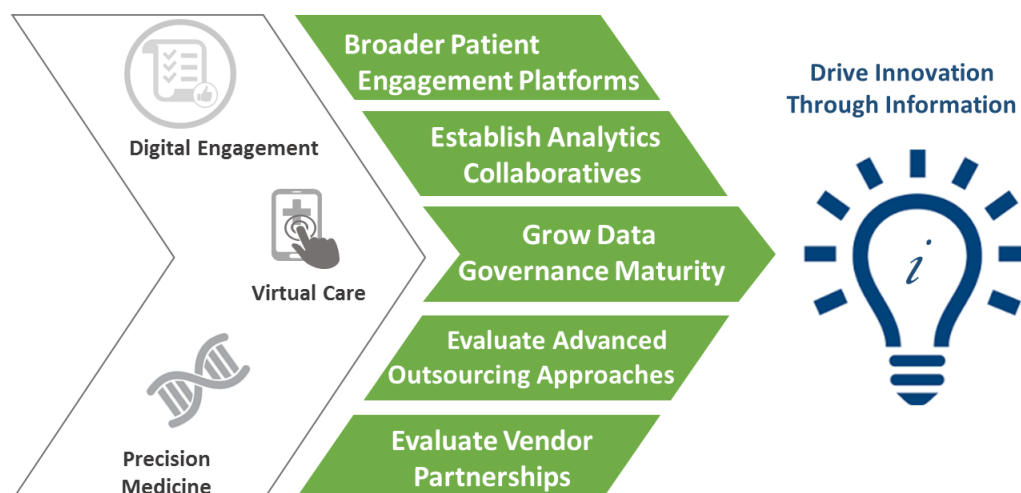 Digital Engagement
Virtual Care
Precision
Medicine
Broader Patient
Engagement Platforms
Establish Analytics
Collaboratives
Grow Data
Governance Maturity
Evaluate Advanced
Outsourcing Approaches
Evaluate Vendor
Partnerships
Drive Innovation
Through Information
i